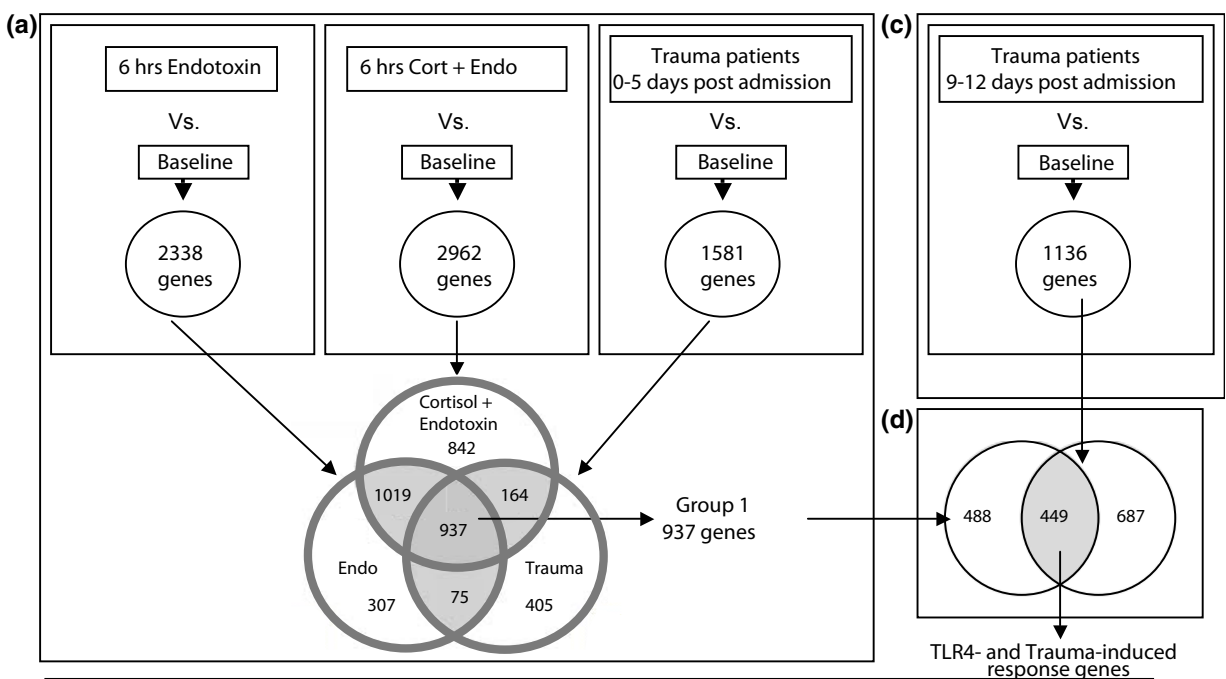 (a)
6 hrs Endotoxin
Vs.
Baseline
2338
genes
6 hrs Cort + Endo
Vs.
Baseline
2962
genes
Trauma patients
0-5 days post admission
Vs.
Baseline
1581
genes
Cortisol +
Endotoxin
842
1019
164
937
Endo
307
75
Trauma
405
Group 1
937 genes
(c)
Trauma patients
9-12 days post admission
Vs.
Baseline
1136
genes
(d)
488
449
687
TLR4- and Trauma-induced
response genes